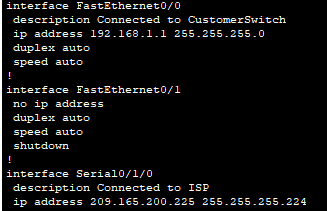 interface FastEthernet0/0
 description Connected to CustomerSwitch
 ip address 192.168.1.1 255.255.255.0
 duplex auto
 speed auto
!
interface FastEthernet0/1
 no ip address
 duplex auto
 speed auto
 shutdown
!
interface Serial0/1/0
 description Connected to ISP
 ip address 209.165.200.225 255.255.255.224